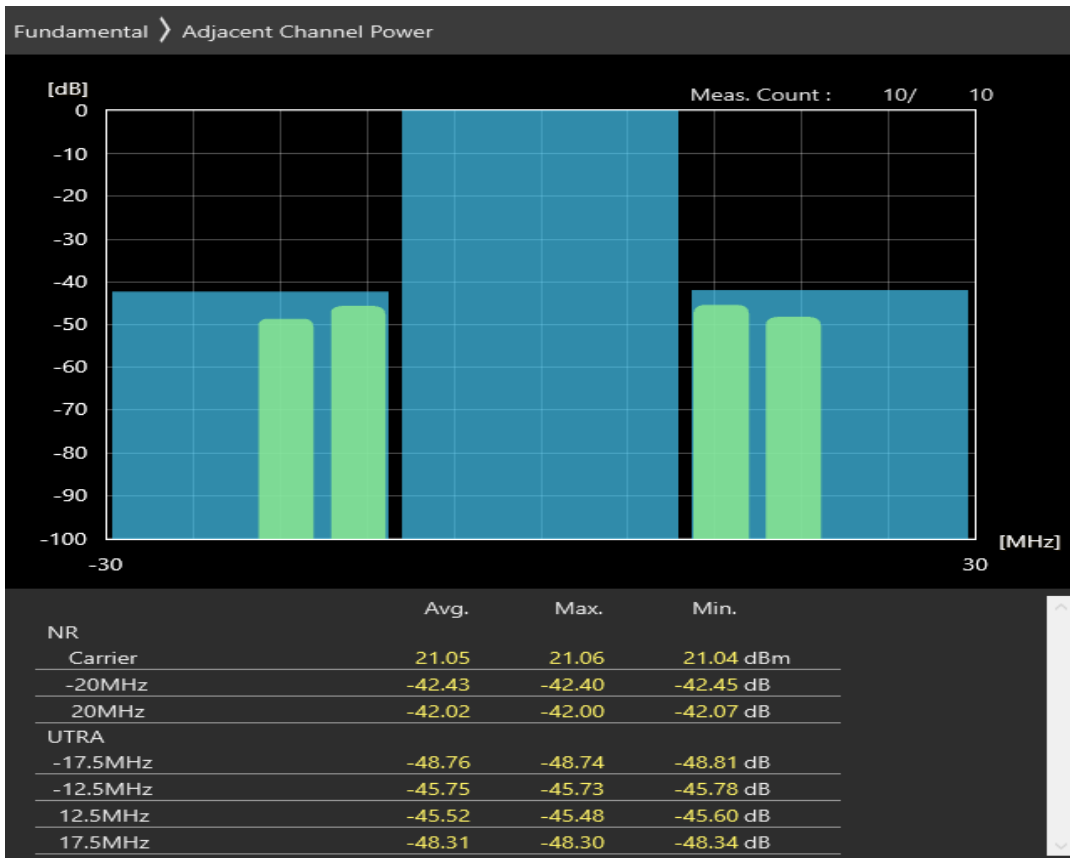 Fundamental 〉 Adjacent Channel Power
[dB]
Meas. Count : 10/ 10
0
-10
-20
-30
-40
-50
-60
-70
-80
-90
-100
[MHz]
-30 30
Avg. Max. Min.
NR
Carrier 21.05 21.06 21.04 dBm
-20MHz -42.43 -42.40 -42.45 dB
20MHz -42.02 -42.00 -42.07 dB
UTRA
-17.5MHz -48.76 -48.74 -48.81 dB
-12.5MHz -45.75 -45.73 -45.78 dB
12.5MHz -45.52 -45.48 -45.60 dB
17.5MHz -48.31 -48.30 -48.34 dB